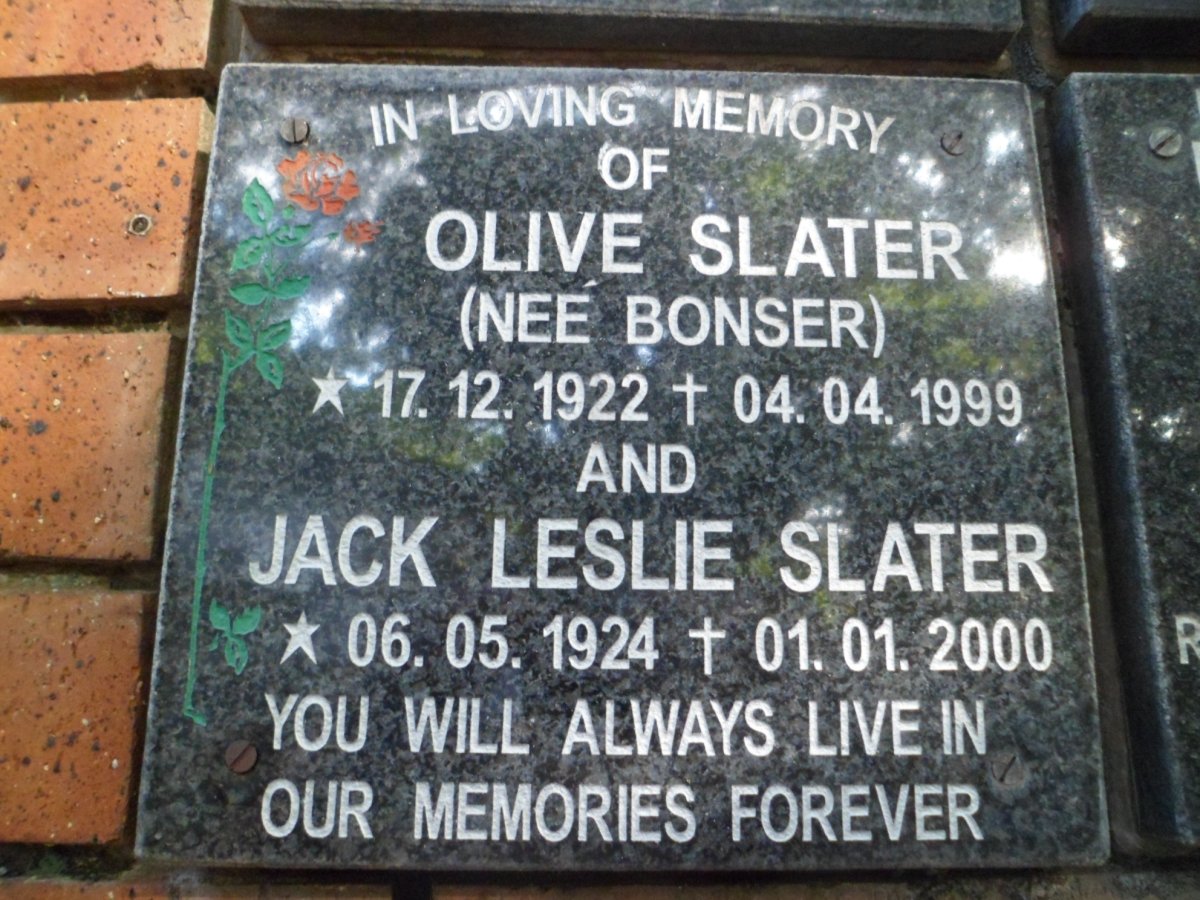 IN LOVING MEMORY
OF
OLIVE SLATER
(NEÉ BONSER)
★ 17. 12. 1922 † 04. 04. 1999
AND
JACK LESLIE SLATER
★ 06. 05. 1924 † 01. 01. 2000
YOU WILL ALWAYS LIVE IN
OUR MEMORIES FOREVER
R